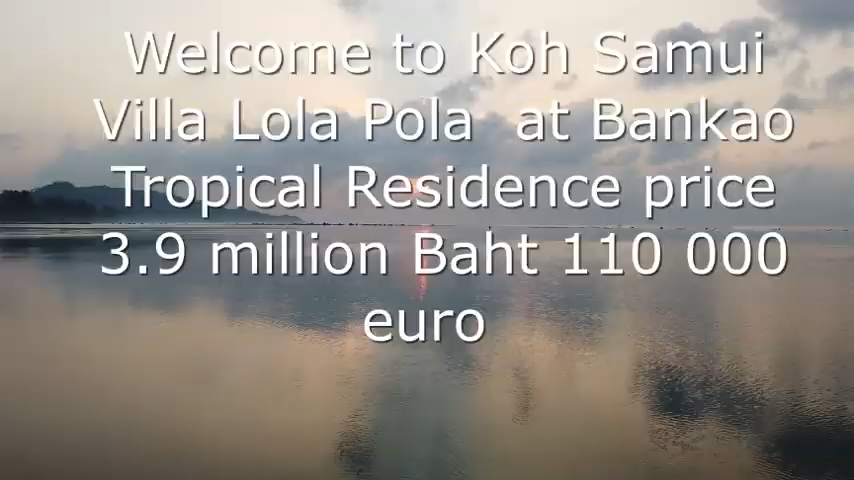 Welcome to Koh Samui
Villa Lola Pola at Bankao
Tropical Residence price
3.9 million Baht 110 000
euro